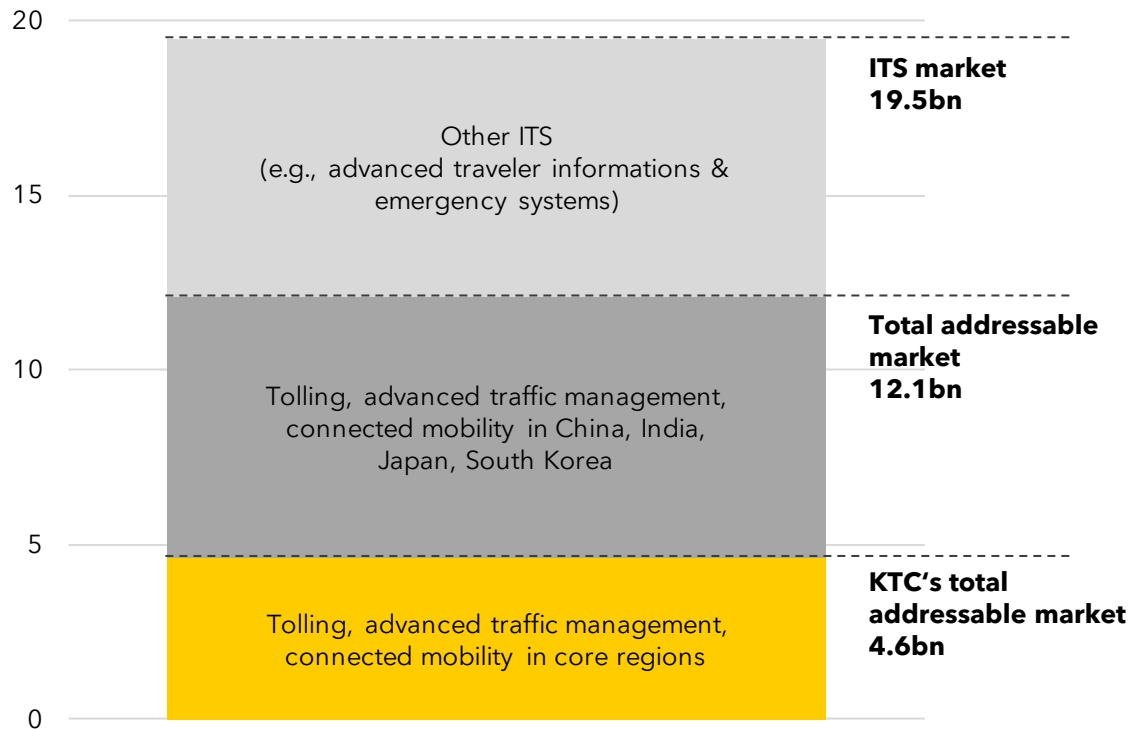 20
ITS market
19.5bn
Other ITS
(e.g., advanced traveler informations &
emergency systems)
15
Total addressable
market
12.1bn
10
Tolling, advanced traffic management,
connected mobility in China, India,
Japan, South Korea
5
KTC‘s total
addressable market
4.6bn
Tolling, advanced traffic management,
connected mobility in core regions
0